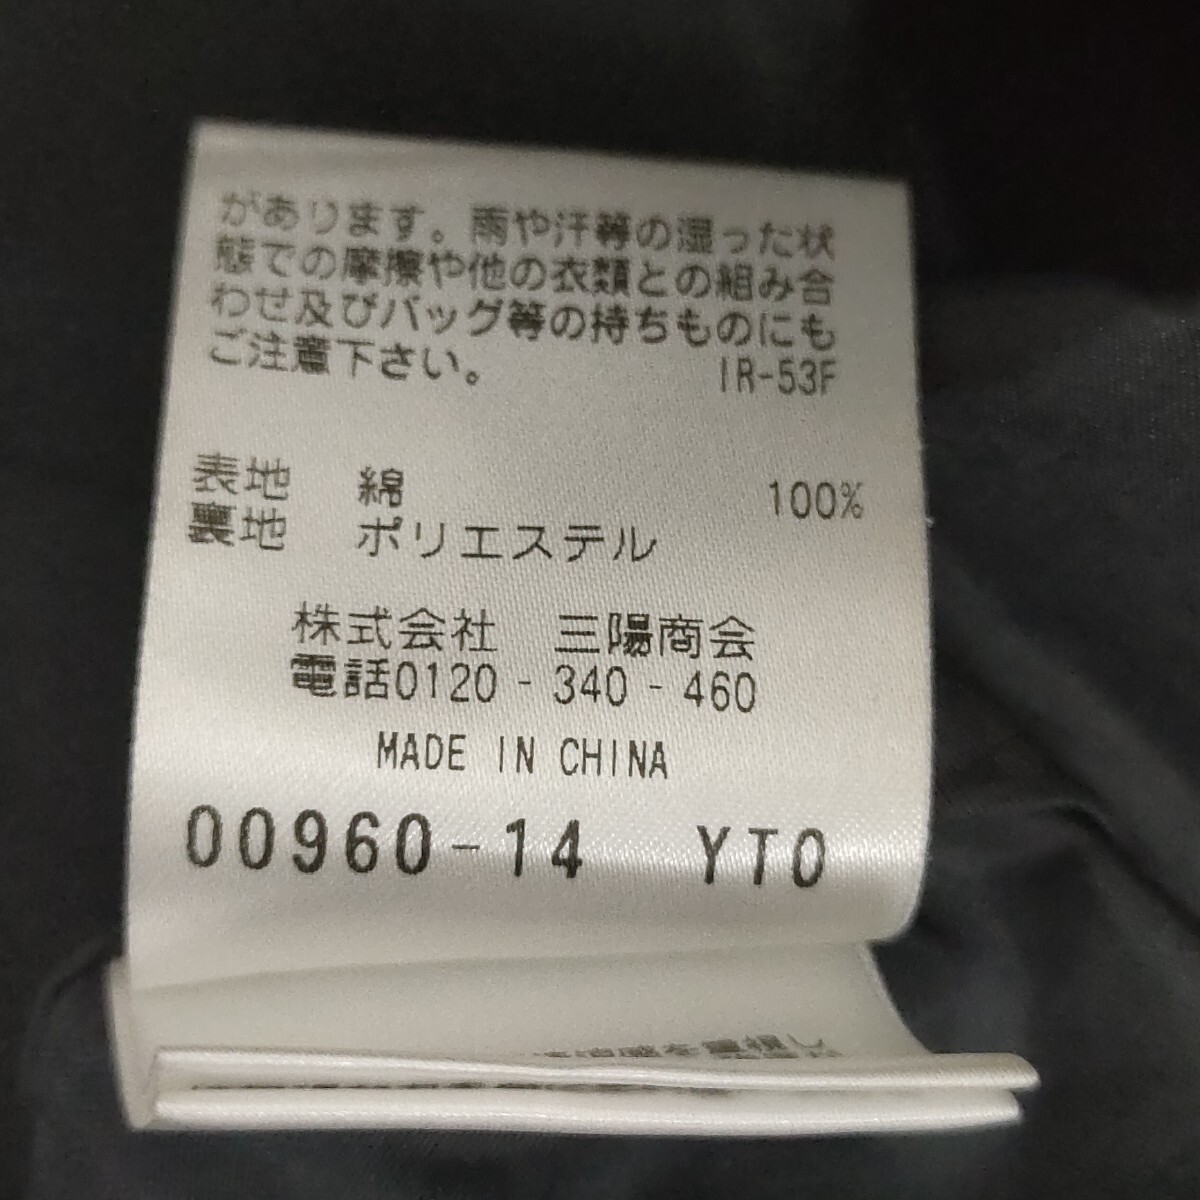 があります。雨や汗等の湿った状
態での摩擦や他の衣類との組み合
わせ及びバッグ等の持ちものにも
ご注意下さい。 IR-53F
表地 綿 100%
裏地 ポリエステル
株式会社 三陽商会
電話0120-340-460
MADE IN CHINA
00960-14 YTO